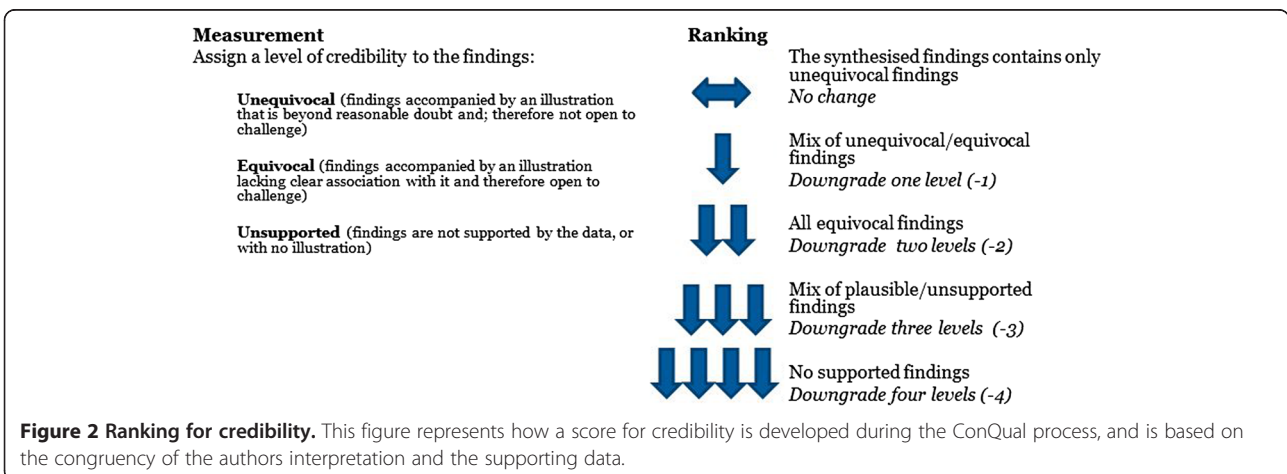 Measurement
Assign a level of credibility to the findings:
Unequivocal (findings accompanied by an illustration
that is beyond reasonable doubt and; therefore not open to
challenge)
Equivocal (findings accompanied by an illustration
lacking clear association with it and therefore open to
challenge)
Unsupported (findings are not supported by the data, or
with no illustration)
Ranking
The synthesised findings contains only
unequivocal findings
No change
Mix of unequivocal/equivocal
findings
Downgrade one level (-1)
All equivocal findings
Downgrade two levels (-2)
Mix of plausible/unsupported
findings
Downgrade three levels (-3)
No supported findings
Downgrade four levels (-4)
Figure 2 Ranking for credibility. This figure represents how a score for credibility is developed during the ConQual process, and is based on
the congruency of the authors interpretation and the supporting data.